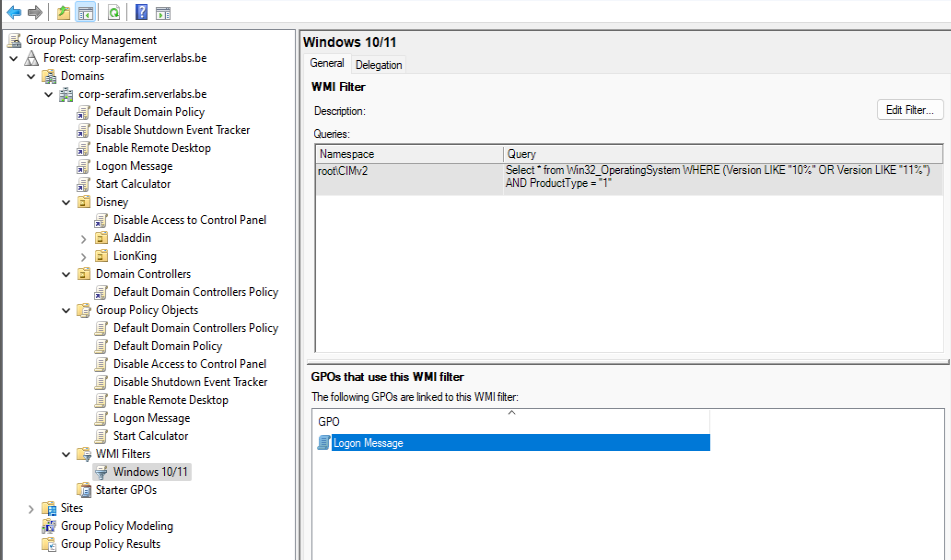 Group Policy Management
Forest: corp-serafim.serverlabs.be
Domains
corp-serafim.serverlabs.be
Default Domain Policy
Disable Shutdown Event Tracker
Enable Remote Desktop
Logon Message
Start Calculator
Disney
Disable Access to Control Panel
Aladdin
LionKing
Domain Controllers
Default Domain Controllers Policy
Group Policy Objects
Default Domain Controllers Policy
Default Domain Policy
Disable Access to Control Panel
Disable Shutdown Event Tracker
Enable Remote Desktop
Logon Message
Start Calculator
WMI Filters
Windows 10/11
Starter GPOs
Sites
Group Policy Modeling
Group Policy Results
Windows 10/11
General Delegation
WMI Filter
Description:
Edit Filter...
Queries:
Namespace Query
root\CIMv2 Select * from Win32_OperatingSystem WHERE (Version LIKE "10%" OR Version LIKE "11%")
AND ProductType = "1"
GPOs that use this WMI filter
The following GPOs are linked to this WMI filter:
GPO
Logon Message